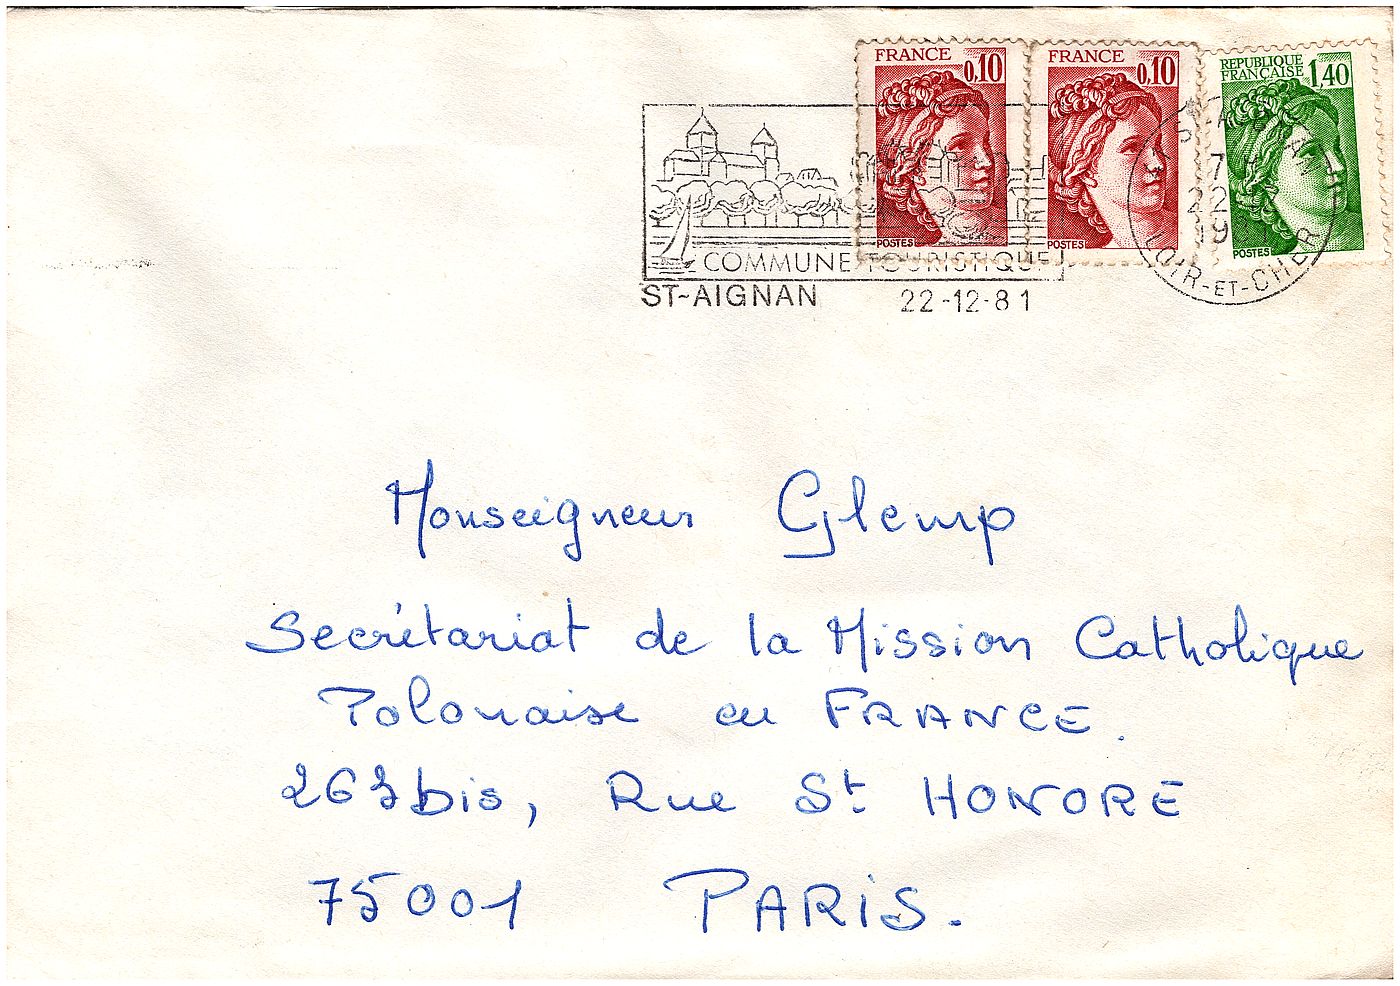 FRANCE 0,10
POSTES
FRANCE 0,10
POSTES
REPUBLIQUE
FRANÇAISE 1,40
POSTES
COMMUNE TOURISTIQUE
ST-AIGNAN 22-12-81
LOIR-ET-CHER
Monseigneur Glemp
Secrétariat de la Mission Catholique
Polonaise en FRANCE.
263bis, Rue St HONORE
75001 PARIS.